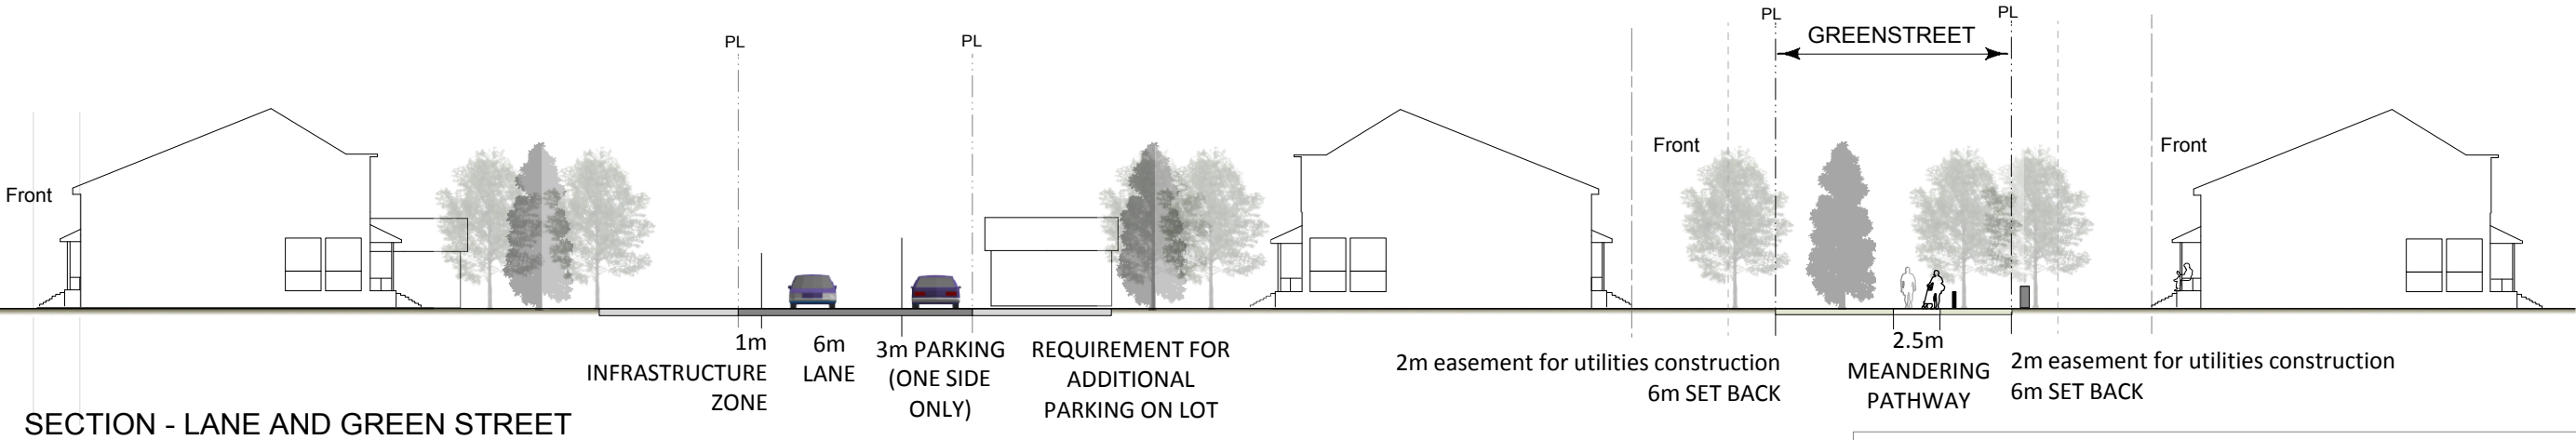 PL
PL
PL
PL
GREENSTREET
Front
Front
Front
1m
INFRASTRUCTURE
ZONE
6m
LANE
3m PARKING
(ONE SIDE
ONLY)
REQUIREMENT FOR
ADDITIONAL
PARKING ON LOT
2m easement for utilities construction
6m SET BACK
2.5m
MEANDERING
PATHWAY
2m easement for utilities construction
6m SET BACK
SECTION - LANE AND GREEN STREET